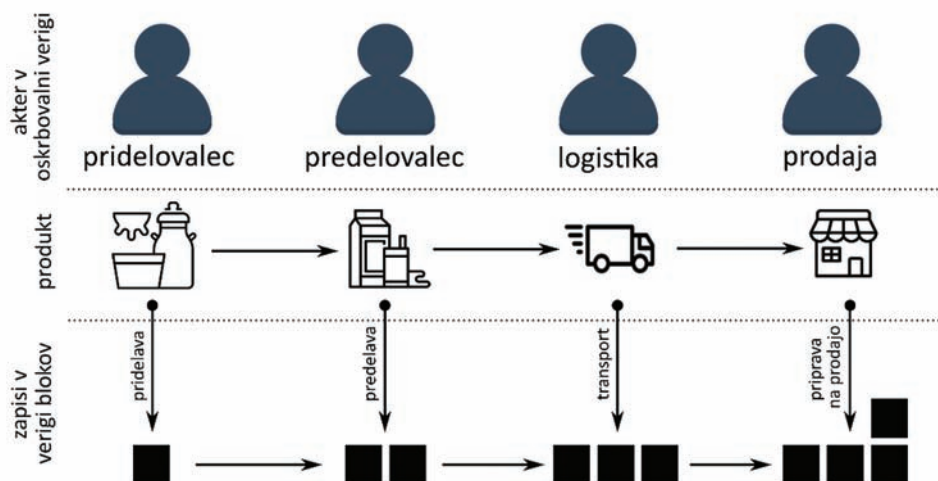 akter v
oskrbovalni verigi
pridelovalec
predelovalec
logistika
prodaja
produkt
zapisi v
verigi blokov
pridelava
predelava
transport
priprava
na prodajo